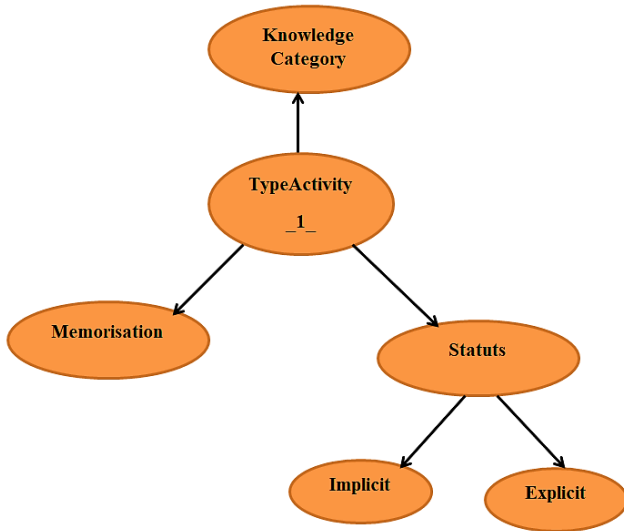 Knowledge
Category
TypeActivity
_1_
Memorisation
Statuts
Implicit
Explicit